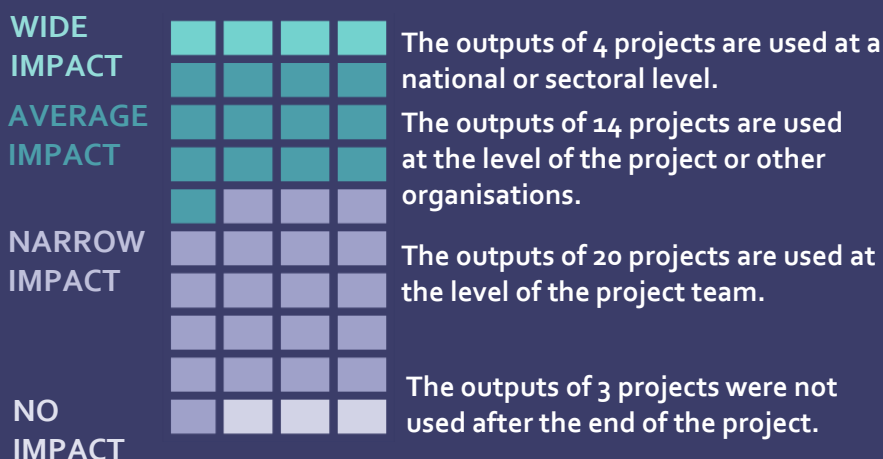 WIDE
IMPACT
The outputs of 4 projects are used at a
national or sectoral level.
AVERAGE
IMPACT
The outputs of 14 projects are used
at the level of the project or other
organisations.
NARROW
IMPACT
The outputs of 20 projects are used at
the level of the project team.
NO
IMPACT
The outputs of 3 projects were not
used after the end of the project.